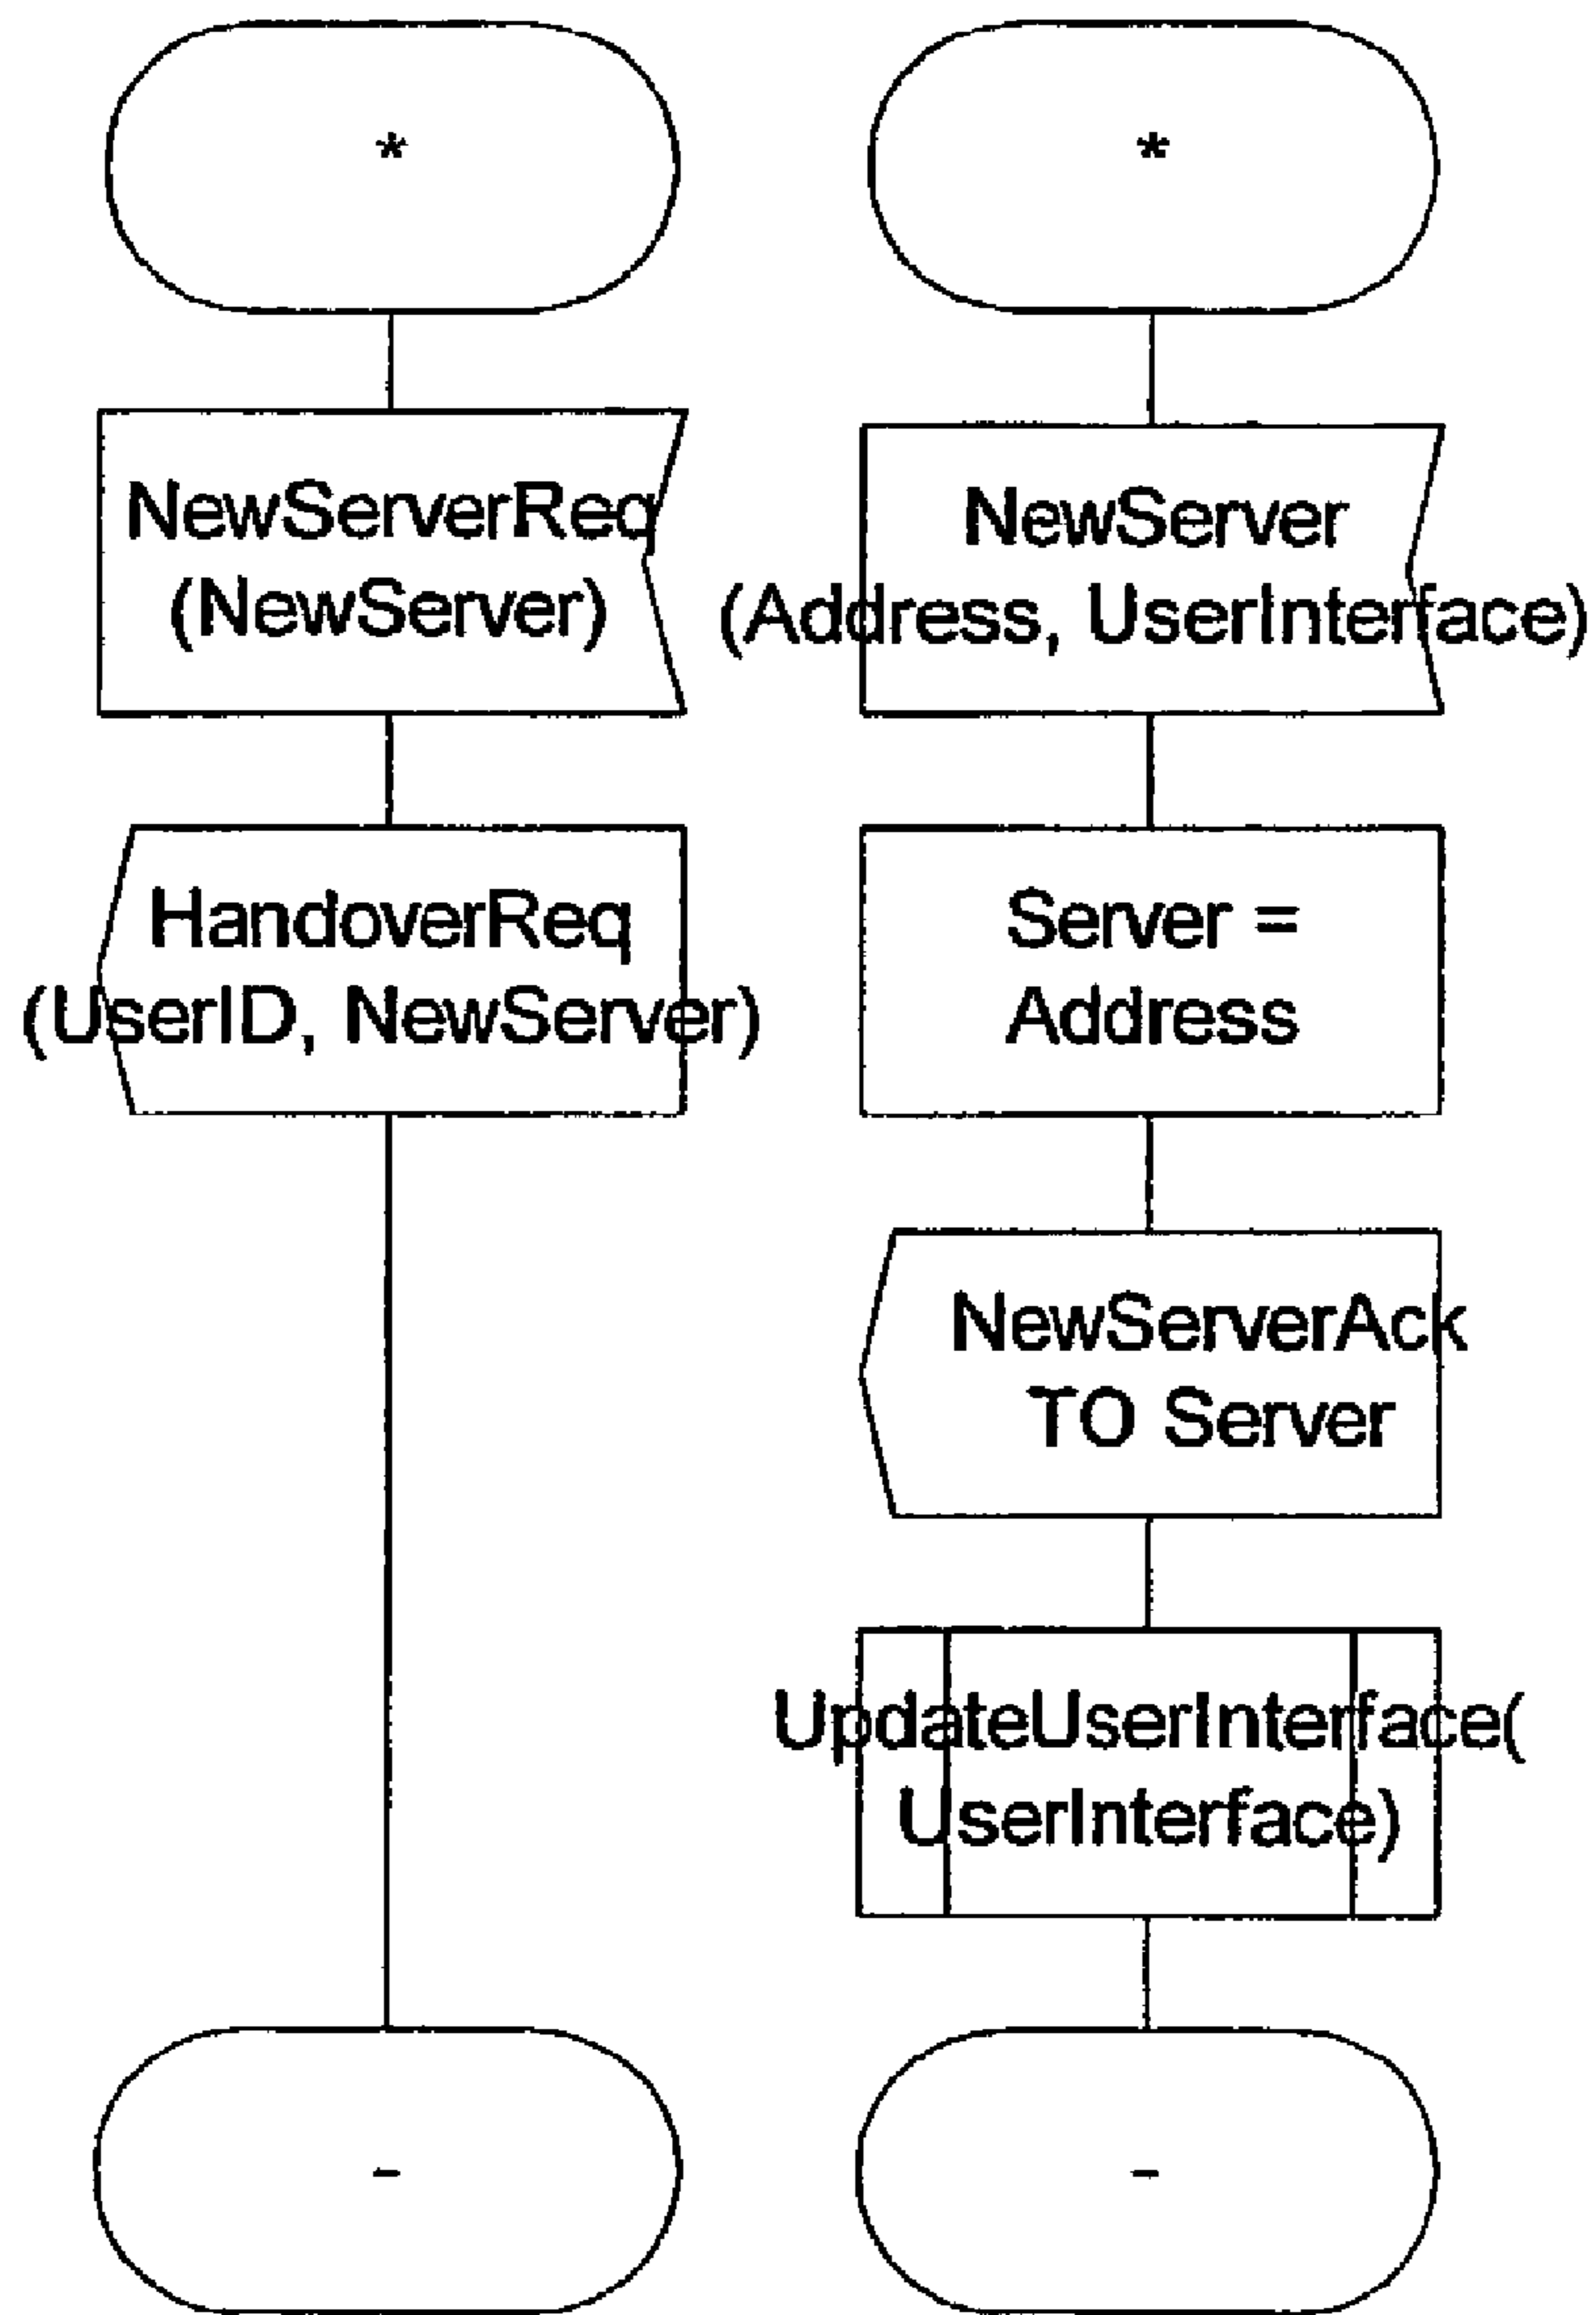 *
NewServerReq
(NewServer)
HandoverReq
(UserID, NewServer)
-
*
NewServer
(Address, UserInterface)
Server =
Address
NewServerAck
TO Server
UpdateUserInterface(
UserInterface)
-